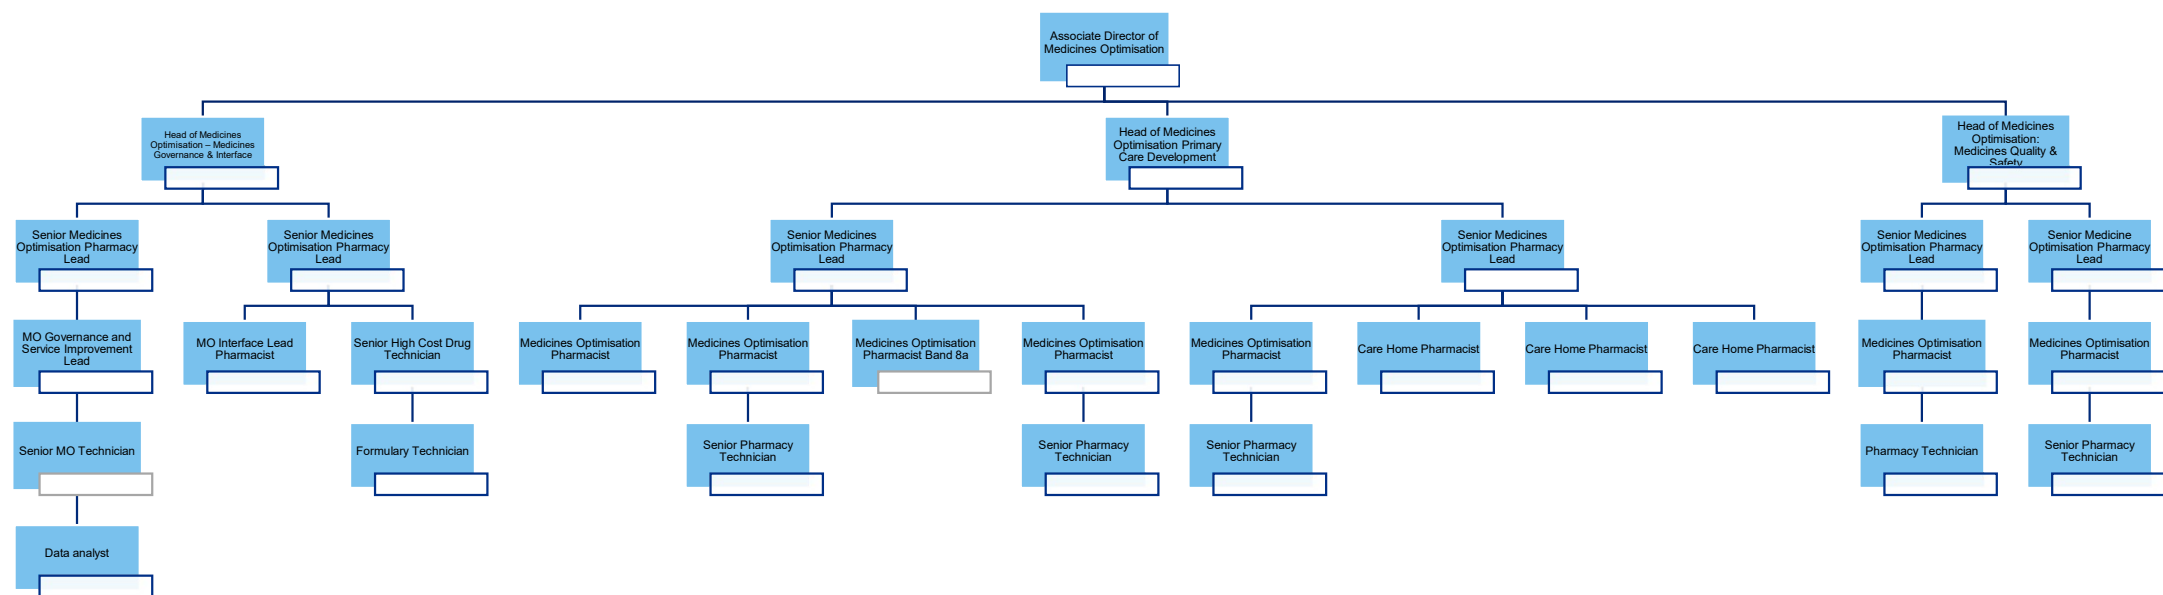 Associate Director of
Medicines Optimisation
Head of Medicines
Optimisation – Medicines
Governance & Interface
Head of Medicines
Optimisation Primary
Care Development
Head of Medicines
Optimisation:
Medicines Quality &
Safety
Senior Medicines
Optimisation Pharmacy
Lead
Senior Medicines
Optimisation Pharmacy
Lead
Senior Medicines
Optimisation Pharmacy
Lead
Senior Medicines
Optimisation Pharmacy
Lead
Senior Medicines
Optimisation Pharmacy
Lead
Senior Medicine
Optimisation Pharmacy
Lead
MO Governance and
Service Improvement
Lead
MO Interface Lead
Pharmacist
Senior High Cost Drug
Technician
Medicines Optimisation
Pharmacist
Medicines Optimisation
Pharmacist
Medicines Optimisation
Pharmacist Band 8a
Medicines Optimisation
Pharmacist
Medicines Optimisation
Pharmacist
Care Home Pharmacist
Care Home Pharmacist
Care Home Pharmacist
Medicines Optimisation
Pharmacist
Medicines Optimisation
Pharmacist
Senior MO Technician
Formulary Technician
Senior Pharmacy
Technician
Senior Pharmacy
Technician
Senior Pharmacy
Technician
Pharmacy Technician
Senior Pharmacy
Technician
Data analyst